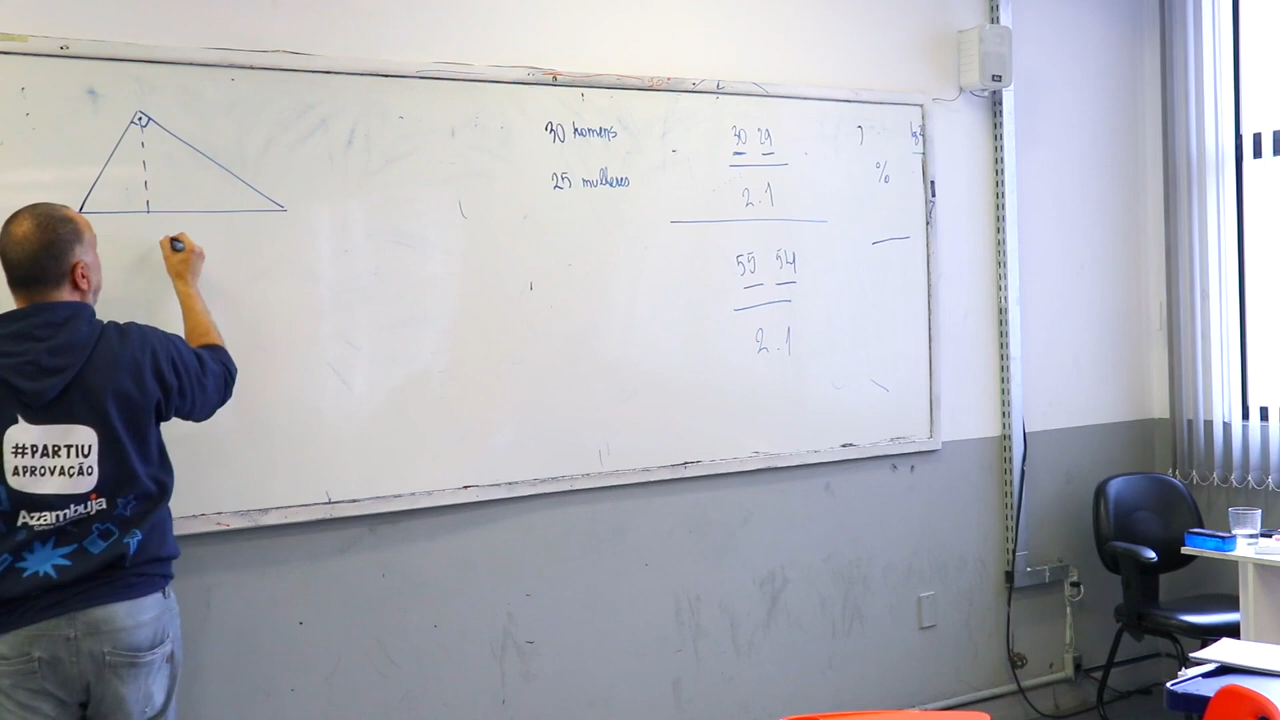 30 homens
25 mulheres
30 29
2.1
55 54
2.1
%
#PARTIU
APROVAÇÃO
Azambuja